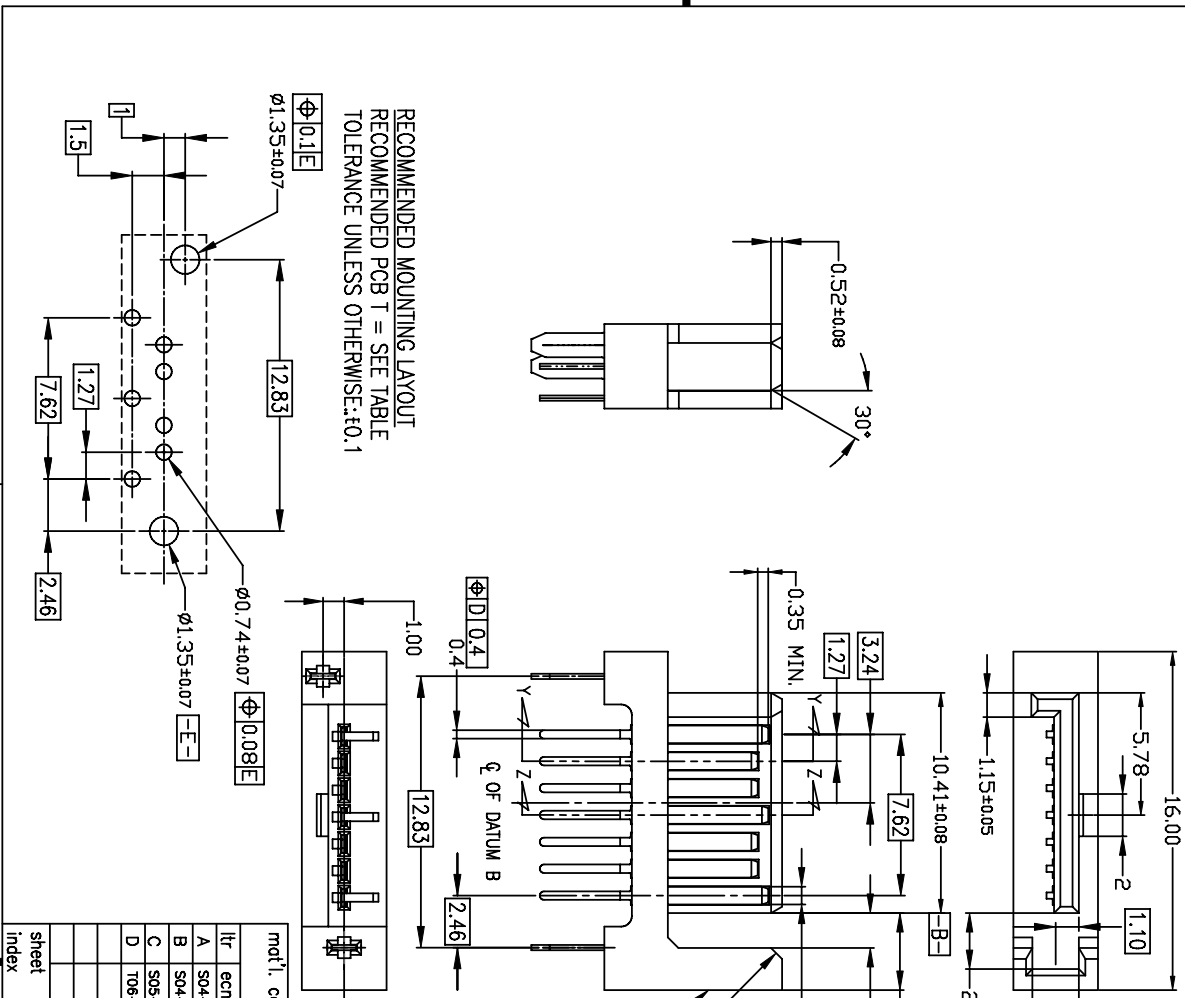 RECOMMENDED MOUNTING LAYOUT
RECOMMENDED PCB T = SEE TABLE
TOLERANCE UNLESS OTHERWISE:±0.1
⌖ 0.1 E
ø1.35±0.07
1
1.5
12.83
1.27
7.62
2.46
ø0.74±0.07
⌖ 0.08 E
ø1.35±0.07 -E-
0.52±0.08
30°
16.00
5.78
1.15±0.05
2
1.10
3.24
1.27
0.35 MIN.
10.41±0.08
7.62
-B-
Y
Y
Z
Z
℄ OF DATUM B
⌖ D 0.4
0.4
12.83
2.46
1.00
mat'l.
ltr
A
B
C
D
sheet
index